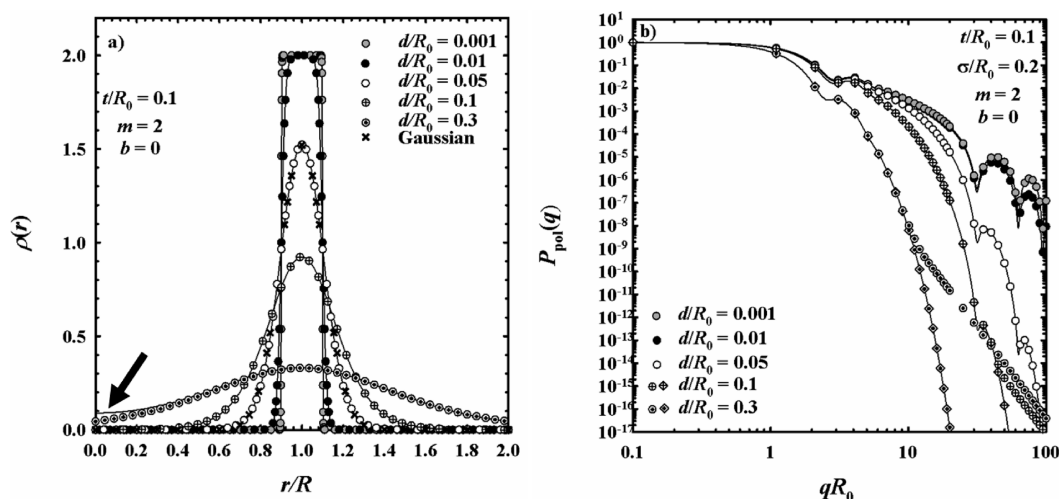 a)
d/R₀ = 0.001
d/R₀ = 0.01
d/R₀ = 0.05
d/R₀ = 0.1
d/R₀ = 0.3
Gaussian
t/R₀ = 0.1
m = 2
b = 0
2.0
1.5
1.0
0.5
0.0
ρ(r)
0.0 0.2 0.4 0.6 0.8 1.0 1.2 1.4 1.6 1.8 2.0
r/R
b)
t/R₀ = 0.1
σ/R₀ = 0.2
m = 2
b = 0
10¹
10⁰
10⁻¹
10⁻²
10⁻³
10⁻⁴
10⁻⁵
10⁻⁶
10⁻⁷
10⁻⁸
10⁻⁹
10⁻¹⁰
10⁻¹¹
10⁻¹²
10⁻¹³
10⁻¹⁴
10⁻¹⁵
10⁻¹⁶
10⁻¹⁷
Pₚₒₗ(q)
d/R₀ = 0.001
d/R₀ = 0.01
d/R₀ = 0.05
d/R₀ = 0.1
d/R₀ = 0.3
0.1 1 10 100
qR₀